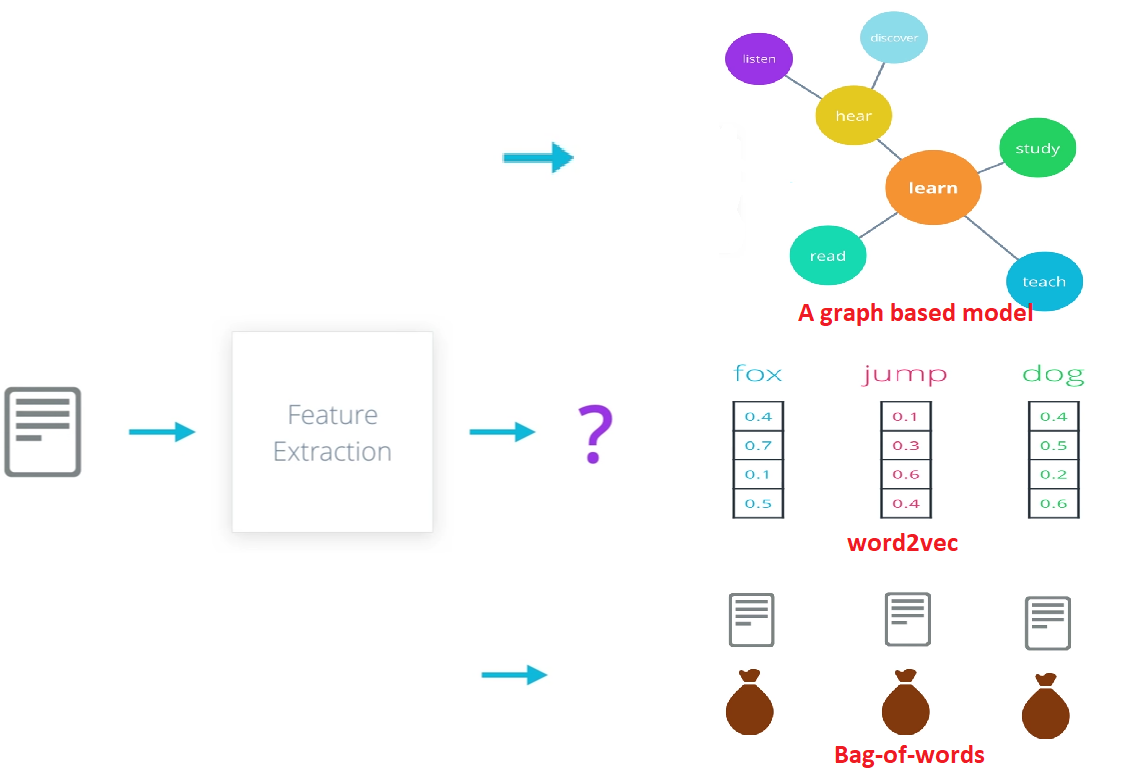 discover
listen
hear
study
learn
read
teach
A graph based model
Feature
Extraction
?
fox jump dog
0.4 0.1 0.4
0.7 0.3 0.5
0.1 0.6 0.2
0.5 0.4 0.6
word2vec
Bag-of-words